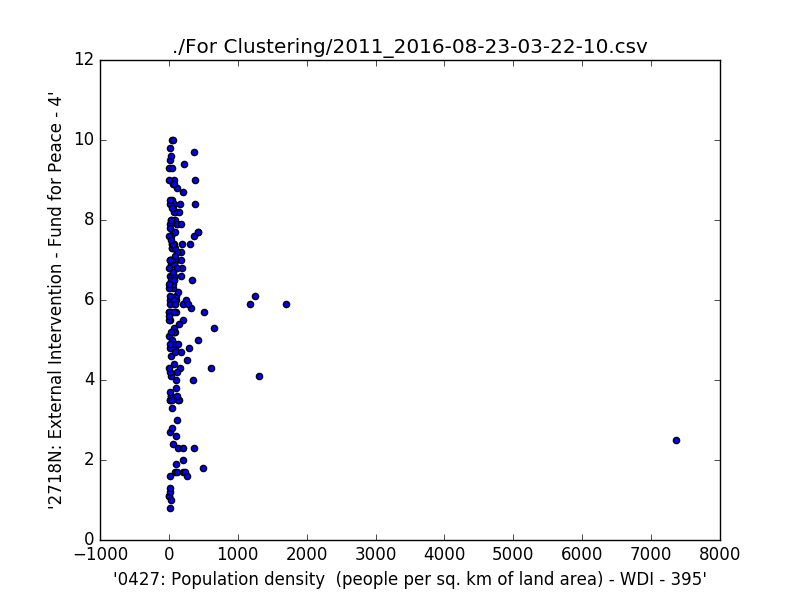 ./For Clustering/2011_2016-08-23-03-22-10.csv
12
10
8
6
4
2
0
'2718N: External Intervention - Fund for Peace - 4'
−1000 0 1000 2000 3000 4000 5000 6000 7000 8000
'0427: Population density  (people per sq. km of land area) - WDI - 395'